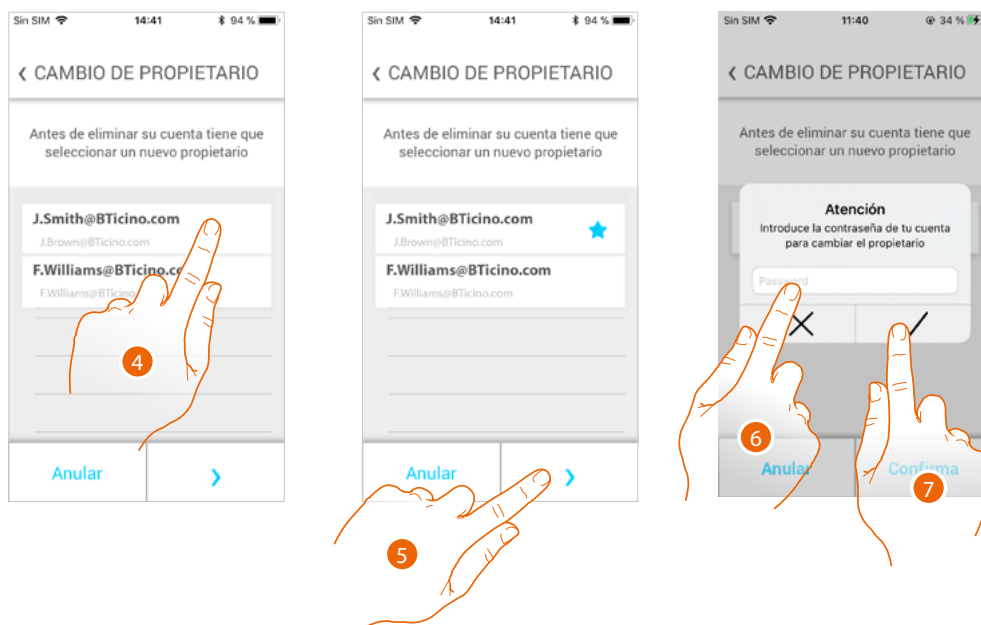 Sin SIM 14:41 94 %
CAMBIO DE PROPIETARIO
Antes de eliminar su cuenta tiene que
seleccionar un nuevo propietario
J.Smith@BTicino.com
J.Brown@BTicino.com
F.Williams@BTicino.co
F.Williams@BTicino
4
Anular
Sin SIM 14:41 94 %
CAMBIO DE PROPIETARIO
Antes de eliminar su cuenta tiene que
seleccionar un nuevo propietario
J.Smith@BTicino.com
J.Brown@BTicino.com
F.Williams@BTicino.com
F.Williams@BTicino.com
Anular
5
Sin SIM 11:40 34 %
CAMBIO DE PROPIETARIO
Antes de eliminar su cuenta tiene que
seleccionar un nuevo propietario
Atención
Introduce la contraseña de tu cuenta
para cambiar el propietario
Password
6
Anular Confirma
7